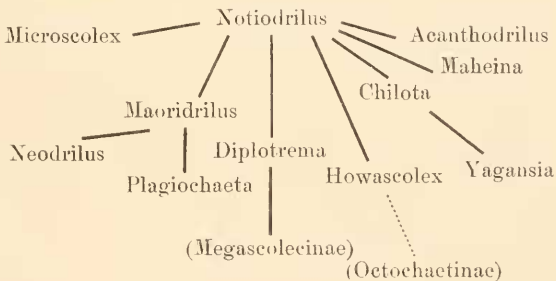 Notiodrilus
Microscolex
Acanthodrilus
Maheina
Chilota
Maoridrilus
Neodrilus
Diplotrema
Plagiochaeta
Howascolex
Yagansia
(Megascolecinae)
(Octochaetinae)